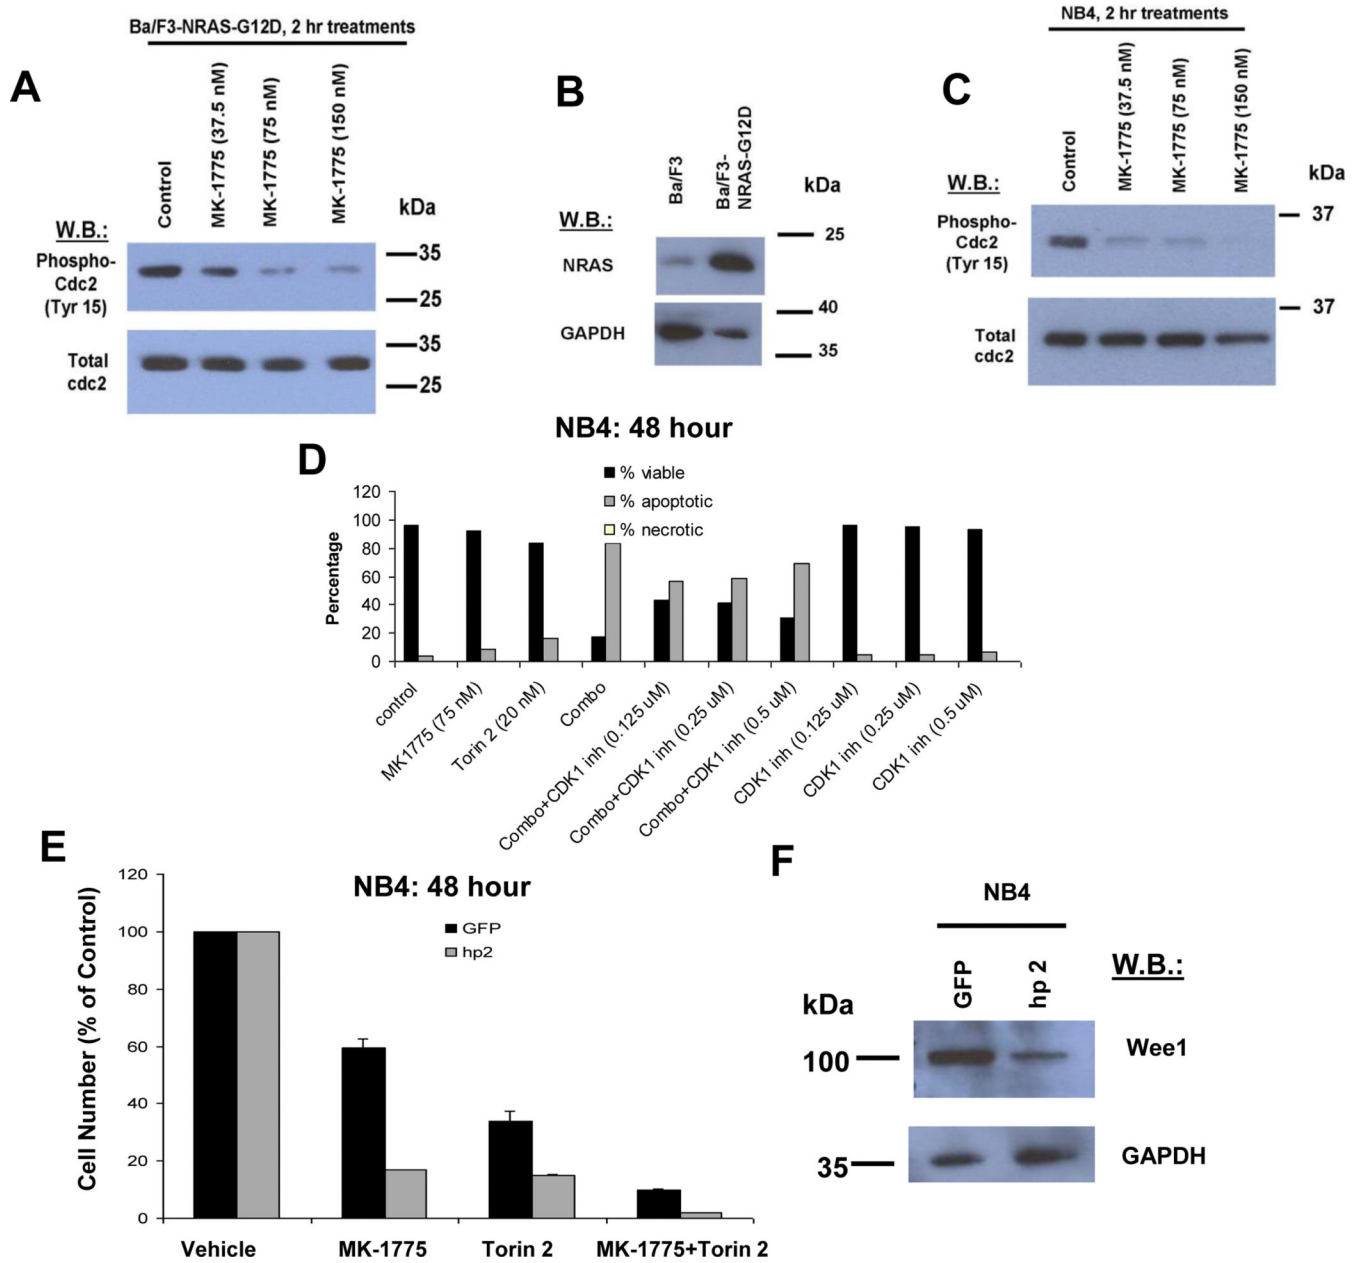 Ba/F3-NRAS-G12D, 2 hr treatments
A
Control
MK-1775 (37.5 nM)
MK-1775 (75 nM)
MK-1775 (150 nM)
kDa
W.B.:
Phospho-
Cdc2
(Tyr 15)
35
25
Total
cdc2
35
25
B
Ba/F3
Ba/F3-
NRAS-G12D
kDa
W.B.:
NRAS
25
GAPDH
40
35
NB4, 2 hr treatments
C
Control
MK-1775 (37.5 nM)
MK-1775 (75 nM)
MK-1775 (150 nM)
kDa
W.B.:
Phospho-
Cdc2
(Tyr 15)
37
Total
cdc2
37
NB4: 48 hour
D
% viable
% apoptotic
% necrotic
Percentage
120
100
80
60
40
20
0
control
MK1775 (75 nM)
Torin 2 (20 nM)
Combo
Combo+CDK1 inh (0.125 uM)
Combo+CDK1 inh (0.25 uM)
Combo+CDK1 inh (0.5 uM)
CDK1 inh (0.125 uM)
CDK1 inh (0.25 uM)
CDK1 inh (0.5 uM)
E
NB4: 48 hour
GFP
hp2
Cell Number (% of Control)
120
100
80
60
40
20
0
Vehicle
MK-1775
Torin 2
MK-1775+Torin 2
F
NB4
GFP
hp 2
W.B.:
kDa
100
Wee1
35
GAPDH